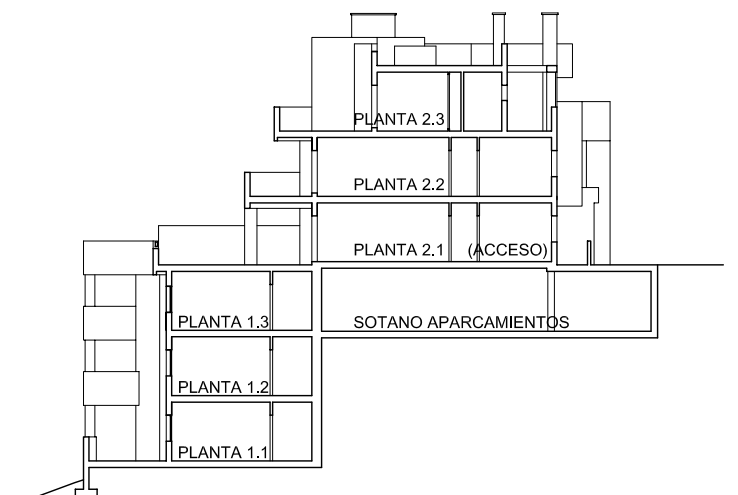 PLANTA 2.3
PLANTA 2.2
PLANTA 2.1 (ACCESO)
PLANTA 1.3 SOTANO APARCAMIENTOS
PLANTA 1.2
PLANTA 1.1